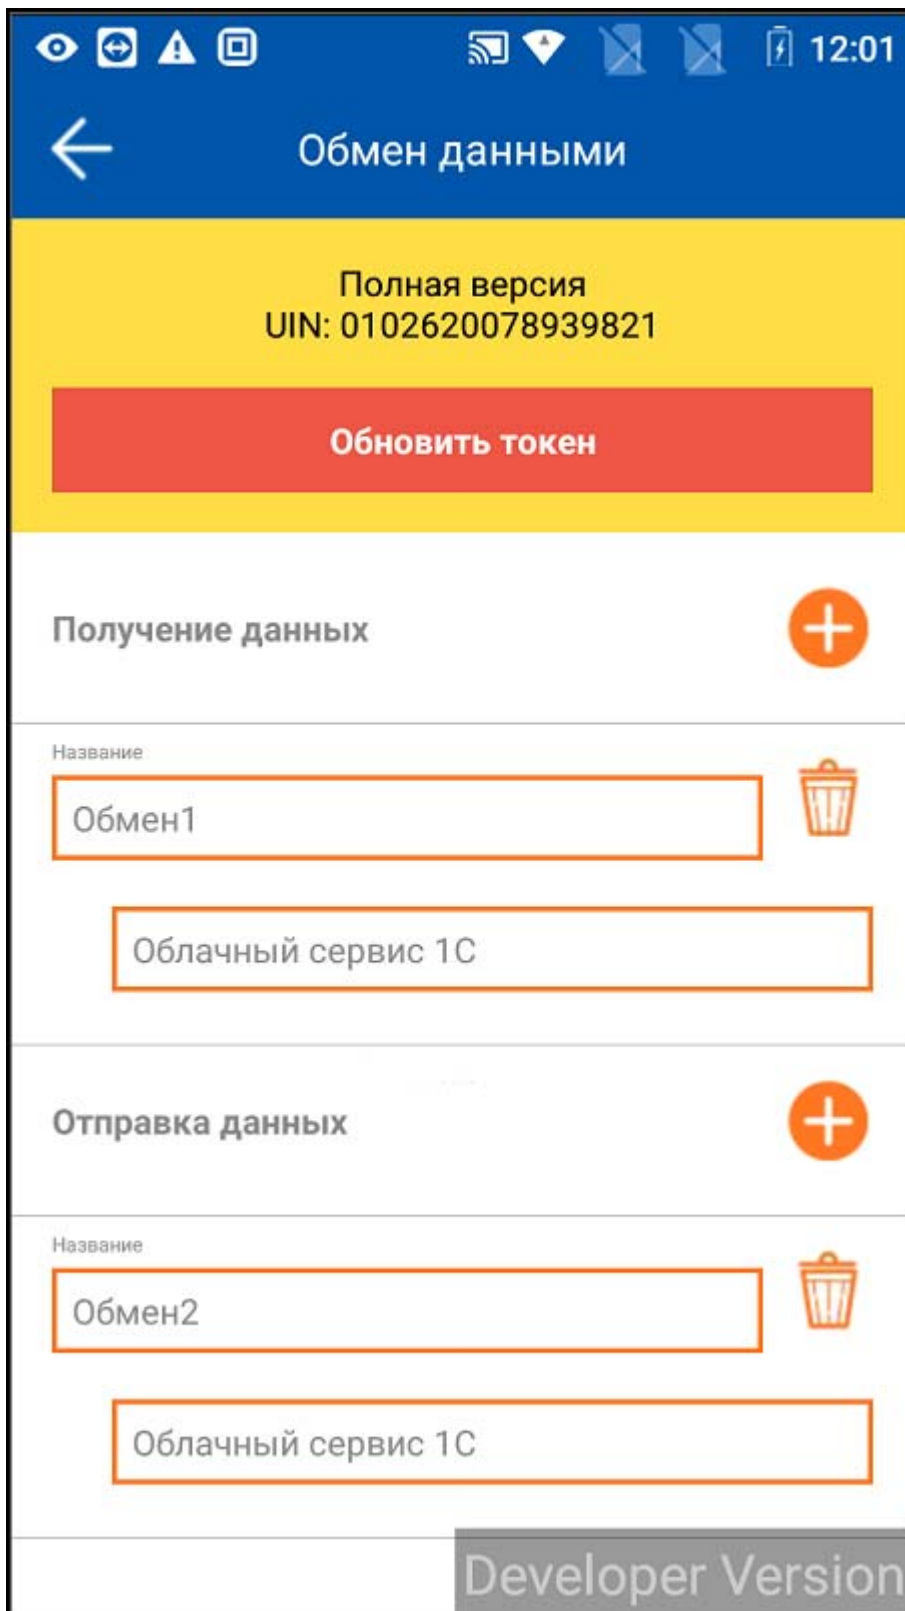 12:01
Обмен данными
Полная версия
UIN: 0102620078939821
Обновить токен
Получение данных
Название
Обмен1
Облачный сервис 1С
Отправка данных
Название
Обмен2
Облачный сервис 1С
Developer Version